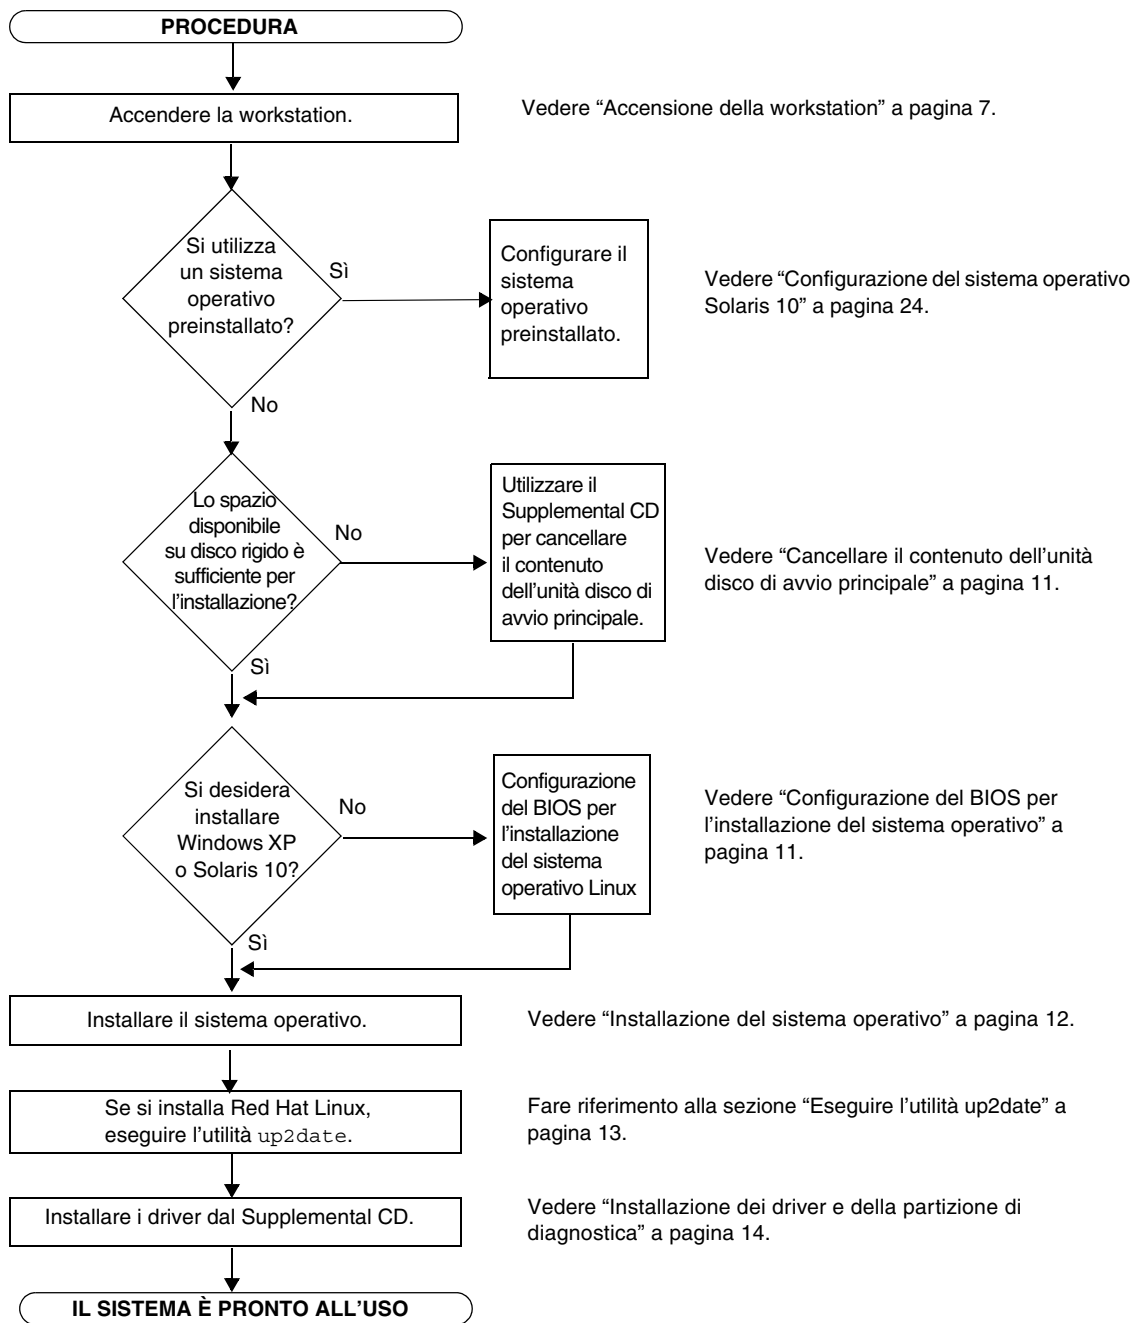 PROCEDURA
Accendere la workstation.
Vedere “Accensione della workstation” a pagina 7.
Si utilizza
un sistema
operativo
preinstallato?
Sì
Configurare il
sistema
operativo
preinstallato.
Vedere “Configurazione del sistema operativo
Solaris 10” a pagina 24.
No
Lo spazio
disponibile
su disco rigido è
sufficiente per
l’installazione?
No
Utilizzare il
Supplemental CD
per cancellare
il contenuto
dell’unità disco di
avvio principale.
Vedere “Cancellare il contenuto dell’unità
disco di avvio principale” a pagina 11.
Sì
Si desidera
installare
Windows XP
o Solaris 10?
No
Configurazione
del BIOS per
l’installazione
del sistema
operativo Linux
Vedere “Configurazione del BIOS per
l’installazione del sistema operativo” a
pagina 11.
Sì
Installare il sistema operativo.
Vedere “Installazione del sistema operativo” a pagina 12.
Se si installa Red Hat Linux,
eseguire l’utilità up2date.
Fare riferimento alla sezione “Eseguire l’utilità up2date” a
pagina 13.
Installare i driver dal Supplemental CD.
Vedere “Installazione dei driver e della partizione di
diagnostica” a pagina 14.
IL SISTEMA È PRONTO ALL’USO